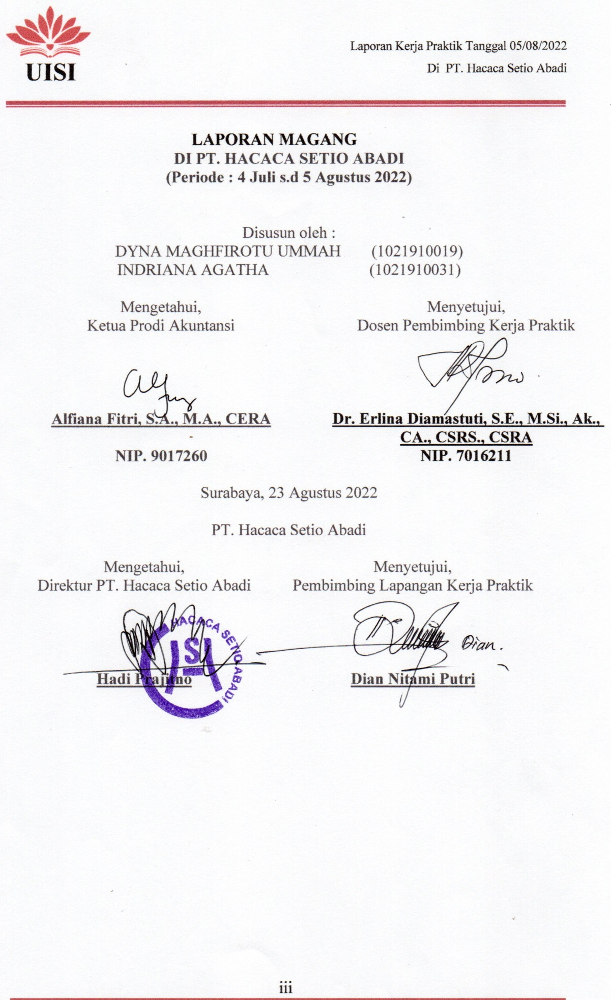 UISI
Laporan Kerja Praktik Tanggal 05/08/2022
Di PT. Hacaca Setio Abadi
LAPORAN MAGANG
DI PT. HACACA SETIO ABADI
(Periode : 4 Juli s.d 5 Agustus 2022)
Disusun oleh :
DYNA MAGHFIROTU UMMAH (1021910019)
INDRIANA AGATHA (1021910031)
Mengetahui,
Ketua Prodi Akuntansi
Alfiana Fitri, S.A., M.A., CERA
NIP. 9017260
Menyetujui,
Dosen Pembimbing Kerja Praktik
Dr. Erlina Diamastuti, S.E., M.Si., Ak.,
CA., CSRS., CSRA
NIP. 7016211
Surabaya, 23 Agustus 2022
PT. Hacaca Setio Abadi
Mengetahui,
Direktur PT. Hacaca Setio Abadi
HACACA SETIO ABADI
Hadi Prajitno
Menyetujui,
Pembimbing Lapangan Kerja Praktik
Dian.
Dian Nitami Putri
iii